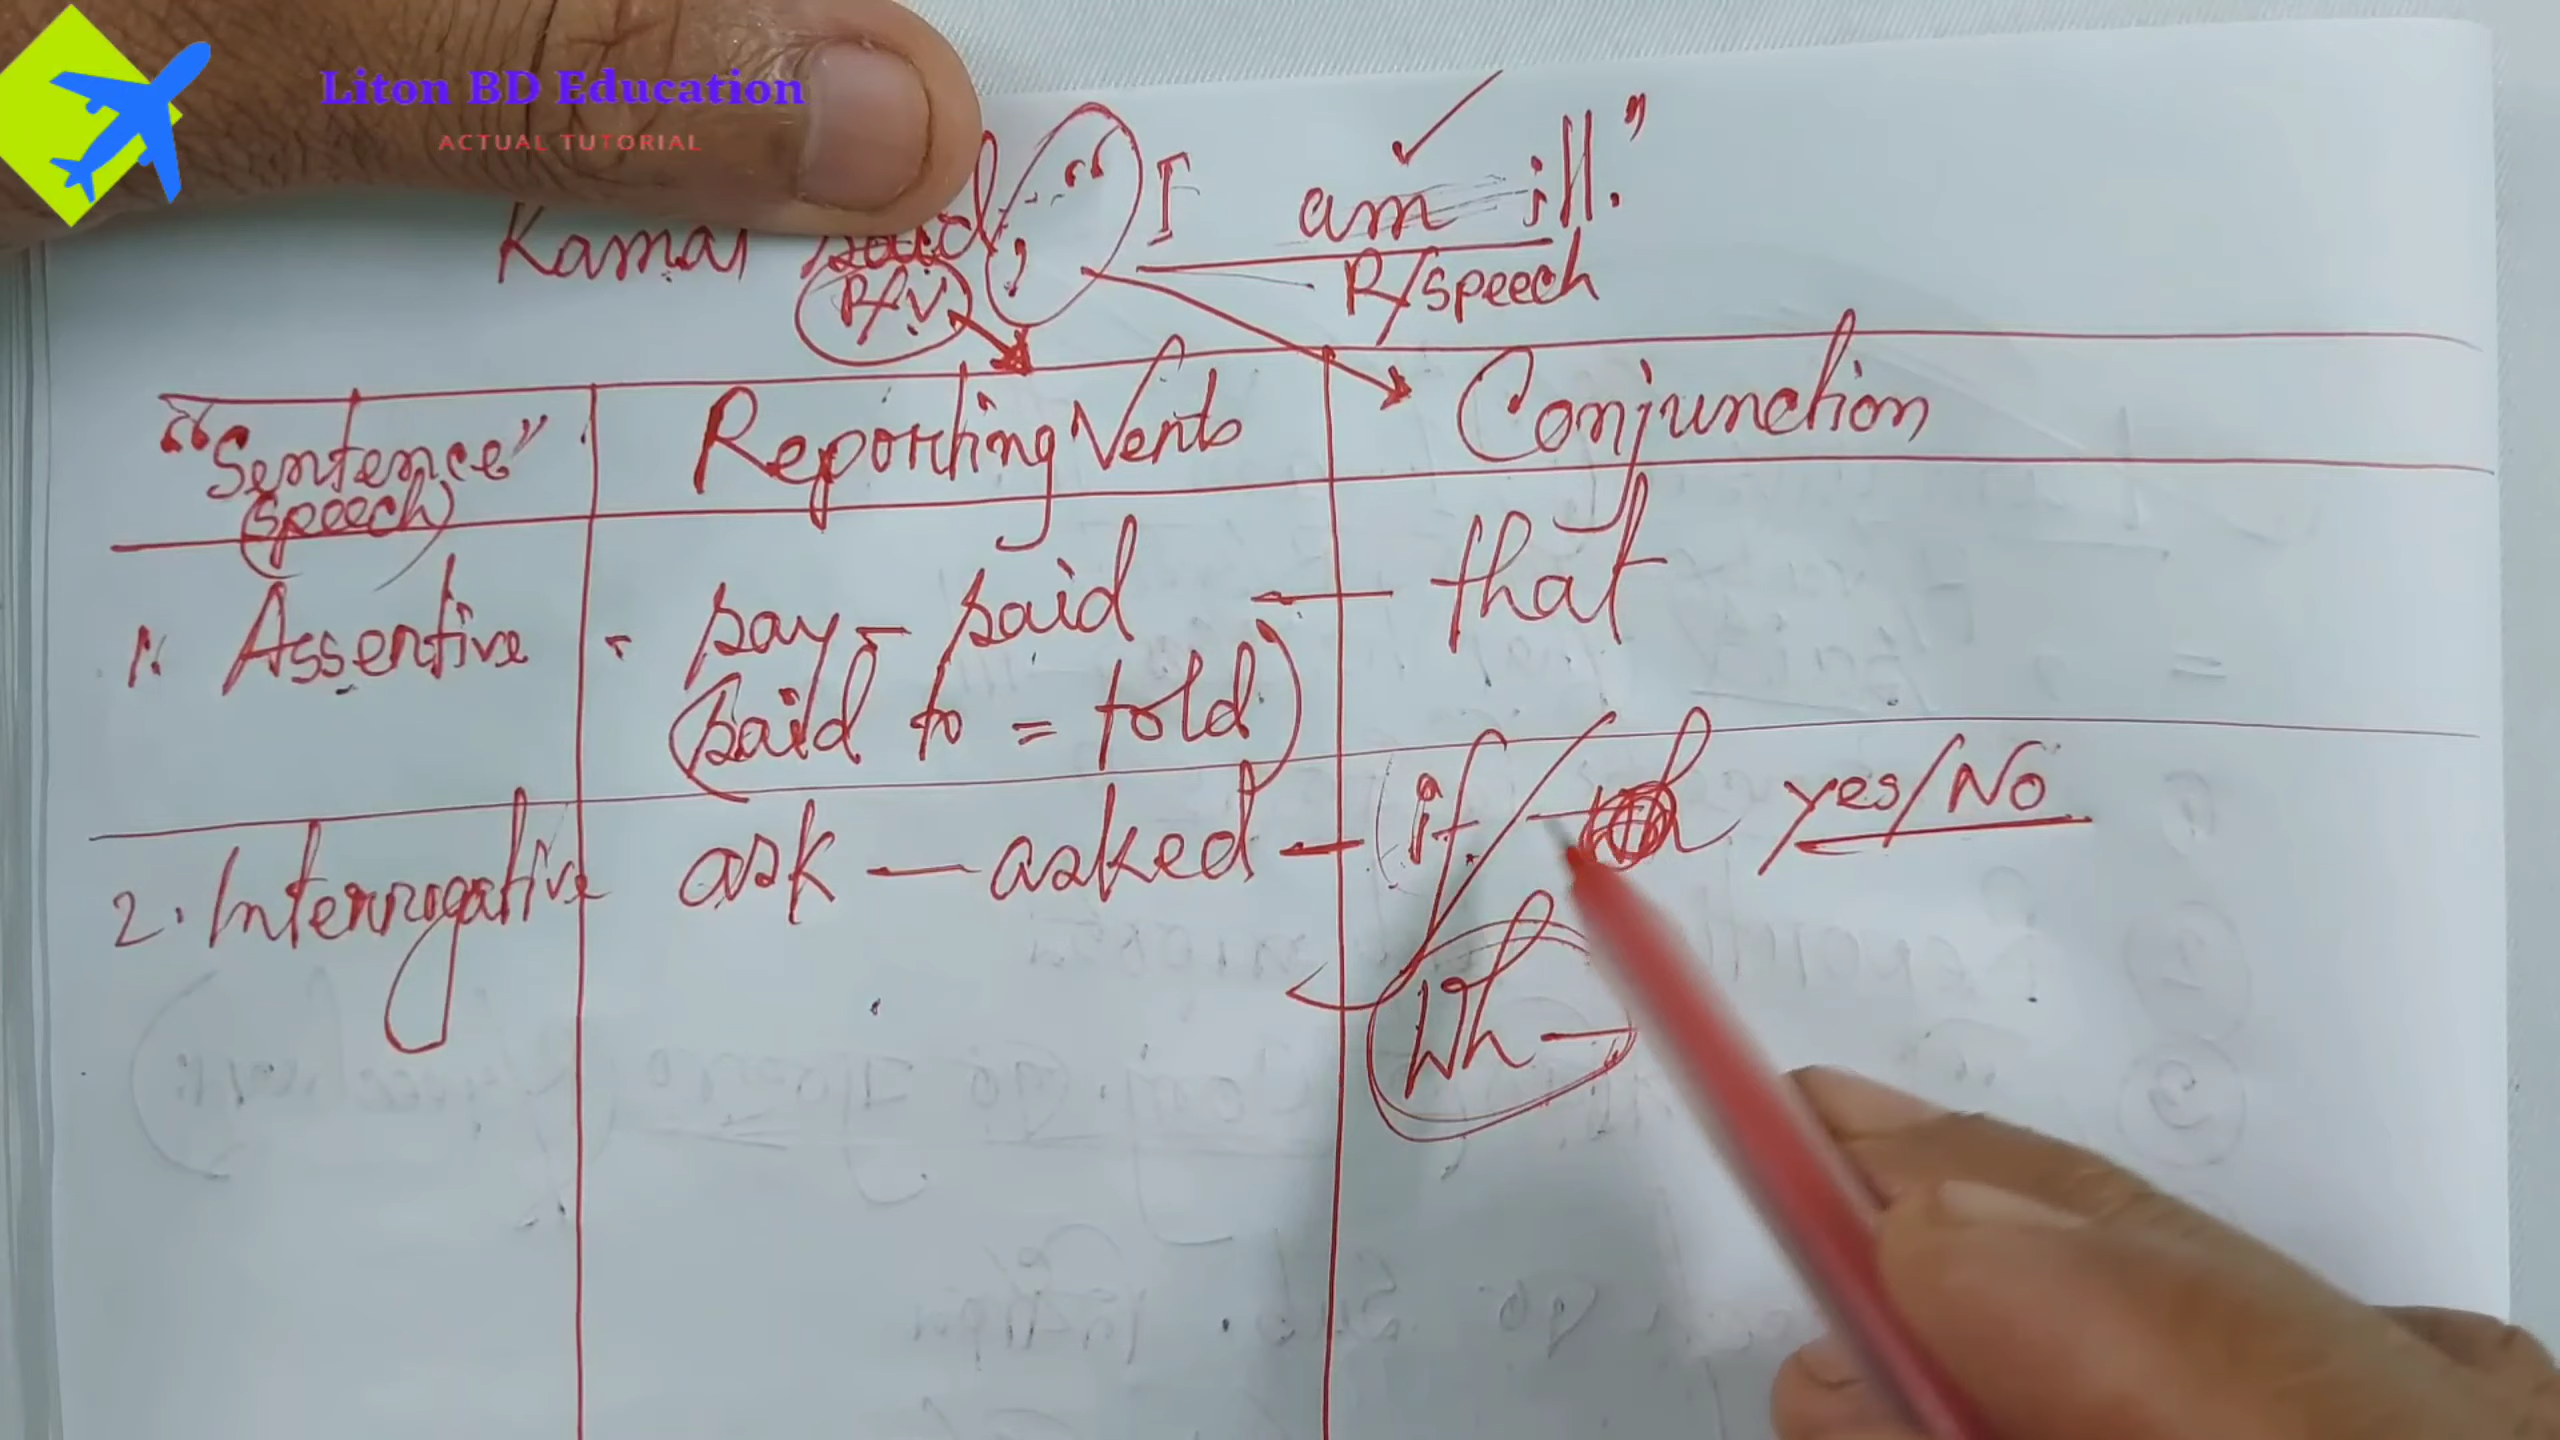 Liton BD Education
ACTUAL TUTORIAL
Kamal said, " I am ill."
R/V R/speech
"Sentence" Reporting Verb Conjunction
(speech)
1. Assertive - say - said - that
(said to = told)
2. Interrogative ask - asked - if / yes/No
Wh-